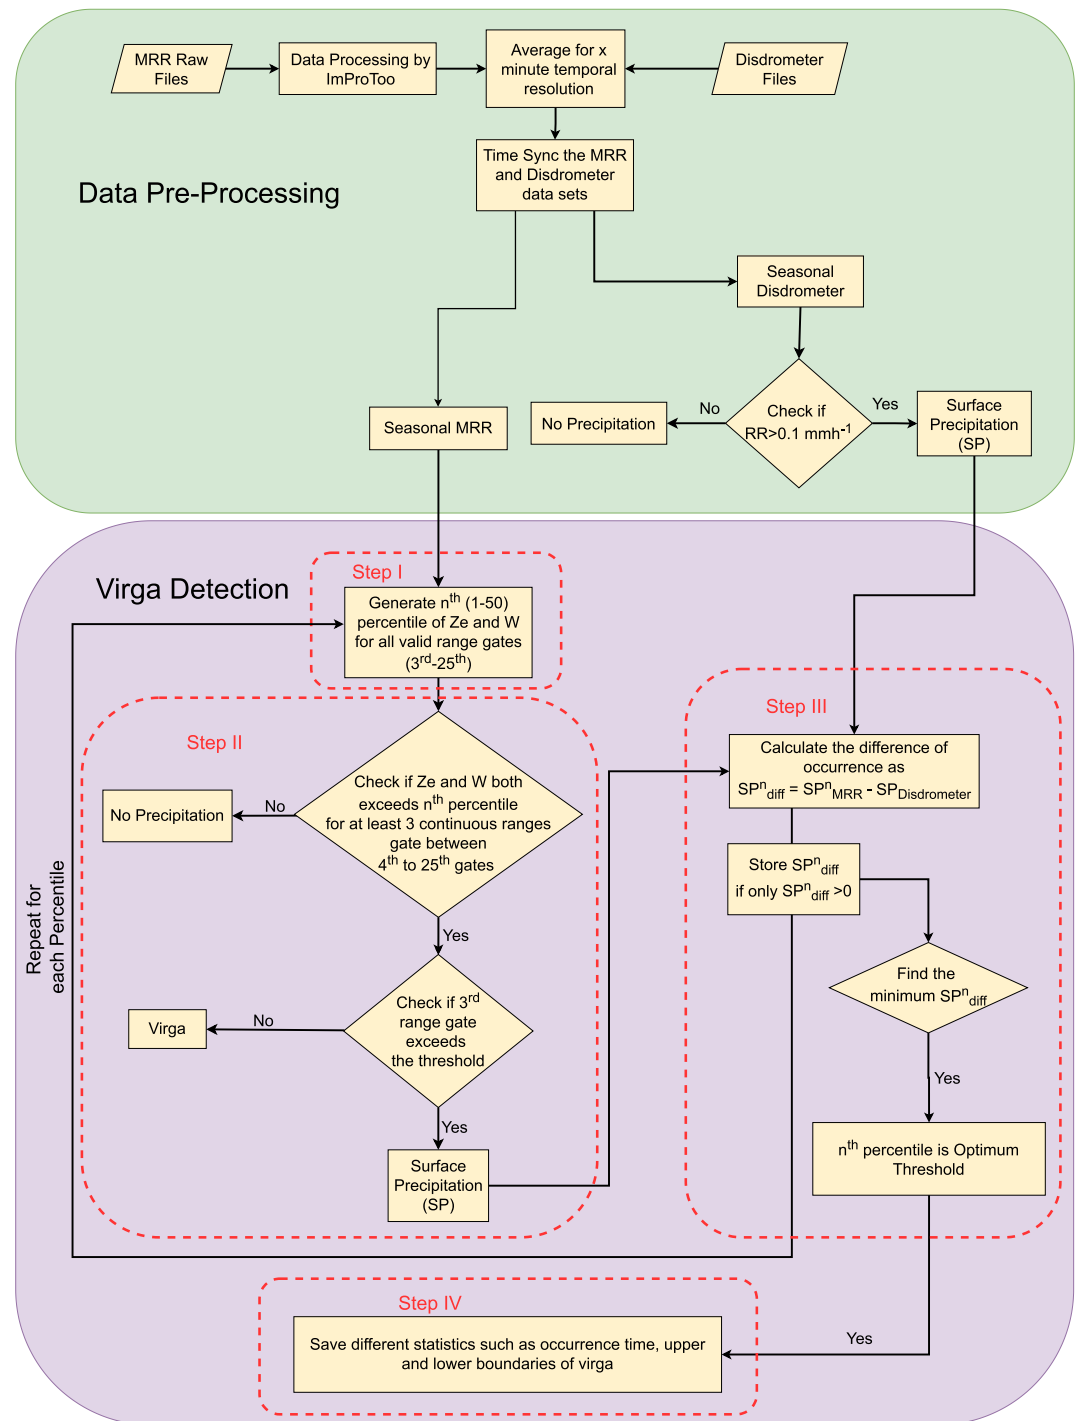 MRR Raw
Files
Data Processing by
ImProToo
Average for x
minute temporal
resolution
Disdrometer
Files
Time Sync the MRR
and Disdrometer
data sets
Data Pre-Processing
Seasonal
Disdrometer
Seasonal MRR
No Precipitation
No
Check if
RR>0.1 mmh⁻¹
Yes
Surface
Precipitation
(SP)
Virga Detection
Step I
Generate nᵗʰ (1-50)
percentile of Ze and W
for all valid range gates
(3ʳᵈ-25ᵗʰ)
Step II
Check if Ze and W both
exceeds nᵗʰ percentile
for at least 3 continuous ranges
gate between
4ᵗʰ to 25ᵗʰ gates
No
No Precipitation
Yes
Check if 3ʳᵈ
range gate
exceeds
the threshold
No
Virga
Yes
Surface
Precipitation
(SP)
Repeat for
each Percentile
Step III
Calculate the difference of
occurrence as
SPⁿdiff = SPⁿMRR - SPDisdrometer
Store SPⁿdiff
if only SPⁿdiff >0
Find the
minimum SPⁿdiff
Yes
nᵗʰ percentile is Optimum
Threshold
Yes
Step IV
Save different statistics such as occurrence time, upper
and lower boundaries of virga